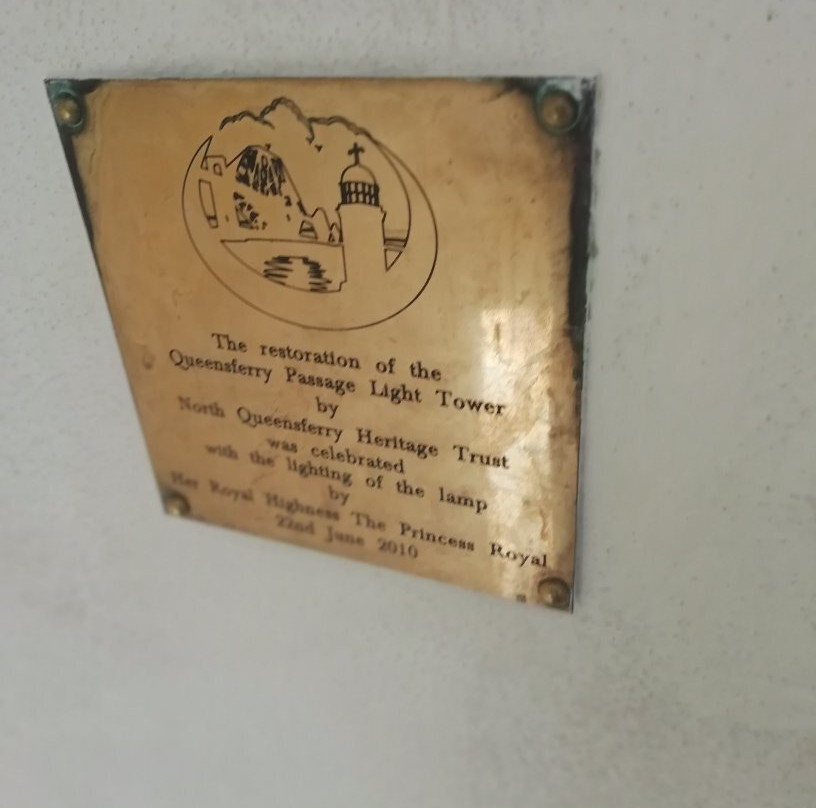 The restoration of the
Queensferry Passage Light Tower
by
North Queensferry Heritage Trust
was celebrated
with the lighting of the lamp
by
Her Royal Highness The Princess Royal
22nd June 2010